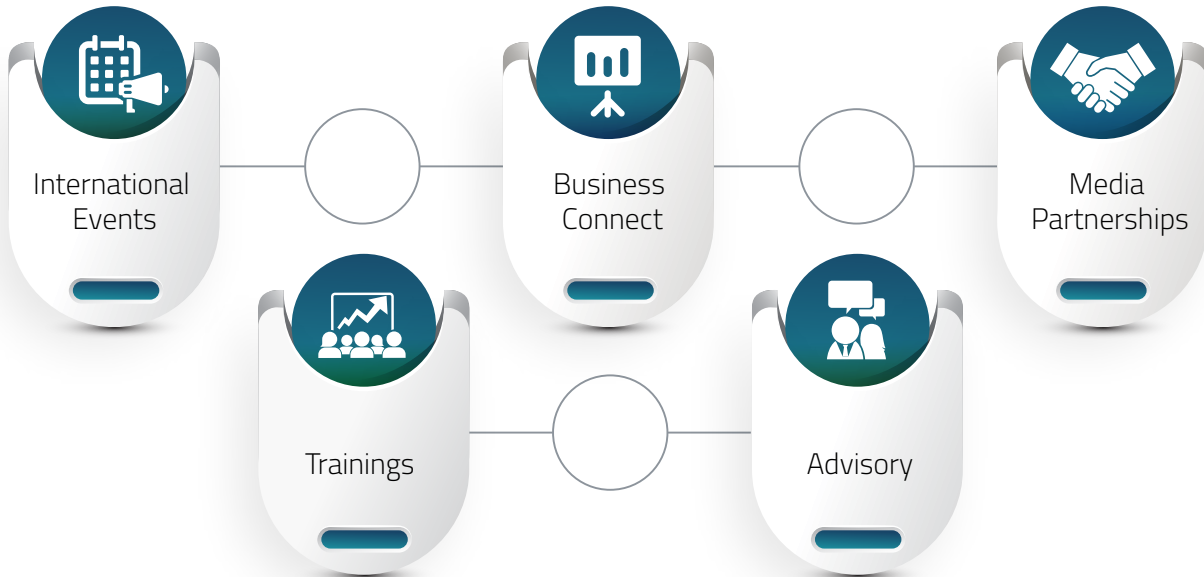 International
Events
Business
Connect
Media
Partnerships
Trainings
Advisory